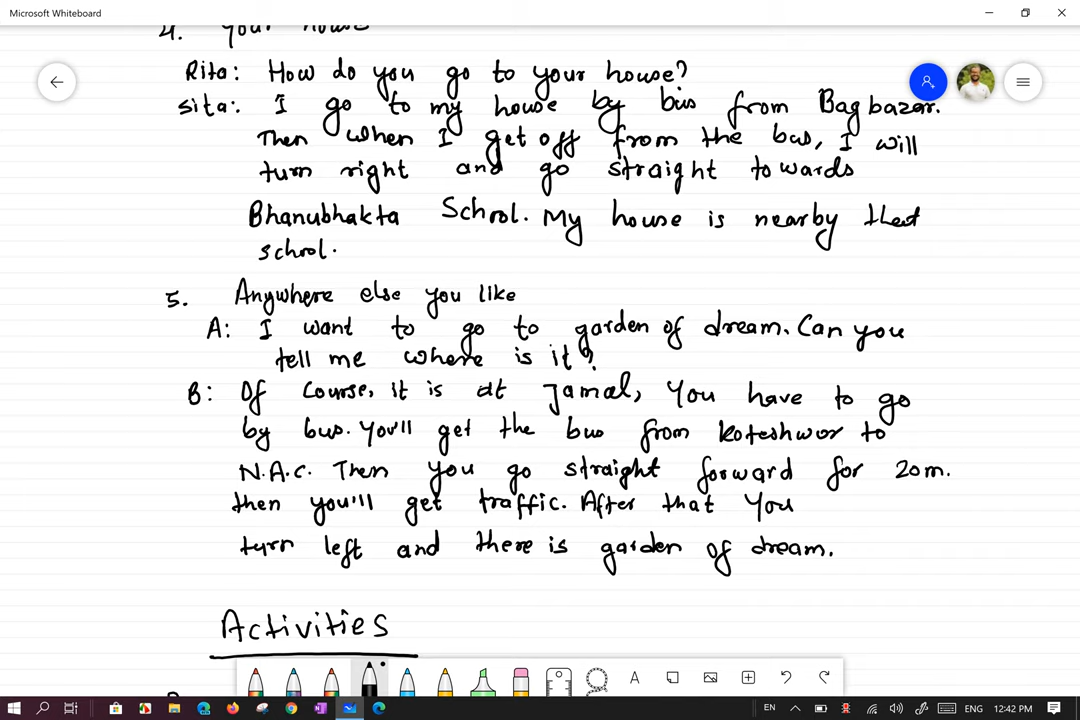 Microsoft Whiteboard
4. Your house
Rita: How do you go to your house?
Sita: I go to my house by bus from Bagbazar.
Then when I get off from the bus, I will
turn right and go straight towards
Bhanubhakta School. My house is nearby that
school.
5. Anywhere else you like
A: I want to go to garden of dream. Can you
tell me where is it?
B: Of course, it is at Jamal, You have to go
by bus. You'll get the bus from Koteshwor to
N.A.C. Then you go straight forward for 20m.
then you'll get traffic. After that you
turn left and there is garden of dream.
Activities
EN
ENG
12:42 PM